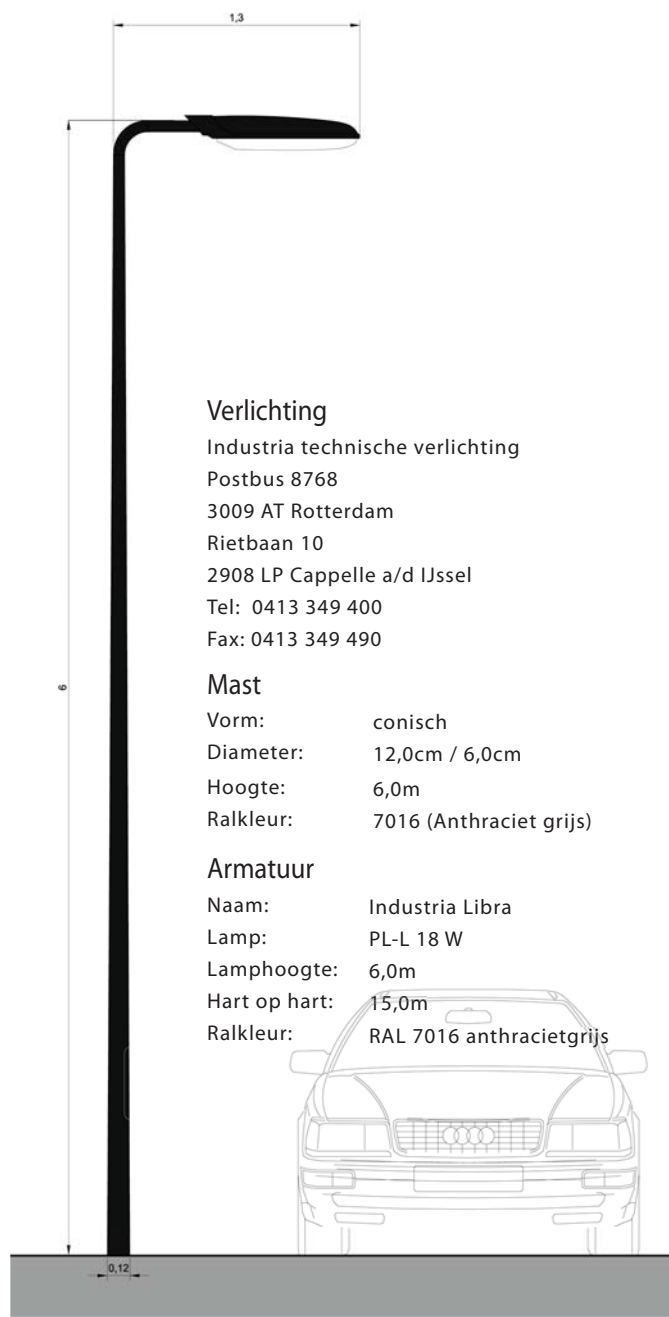 1,3
Verlichting
Industria technische verlichting
Postbus 8768
3009 AT Rotterdam
Rietbaan 10
2908 LP Cappelle a/d IJssel
Tel: 0413 349 400
Fax: 0413 349 490
6
Mast
Vorm: conisch
Diameter: 12,0cm / 6,0cm
Hoogte: 6,0m
Ralkleur: 7016 (Anthraciet grijs)
Armatuur
Naam: Industria Libra
Lamp: PL-L 18 W
Lamphoogte: 6,0m
Hart op hart: 15,0m
Ralkleur: RAL 7016 anthracietgrijs
0,12